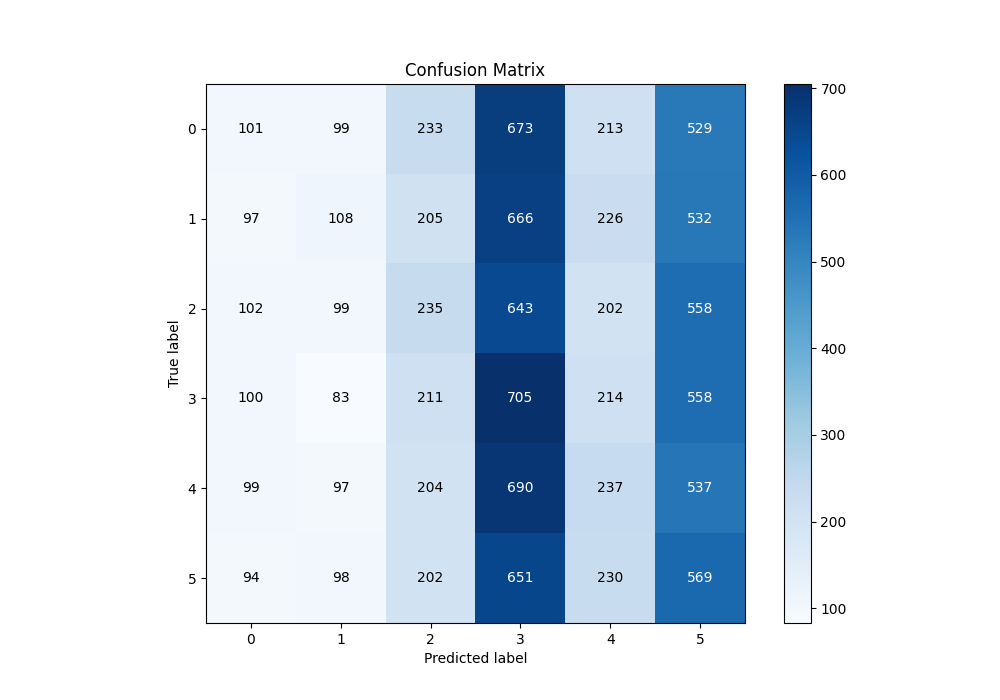 Confusion Matrix
True label
0 101 99 233 673 213 529
1 97 108 205 666 226 532
2 102 99 235 643 202 558
3 100 83 211 705 214 558
4 99 97 204 690 237 537
5 94 98 202 651 230 569
0 1 2 3 4 5
Predicted label
700
600
500
400
300
200
100